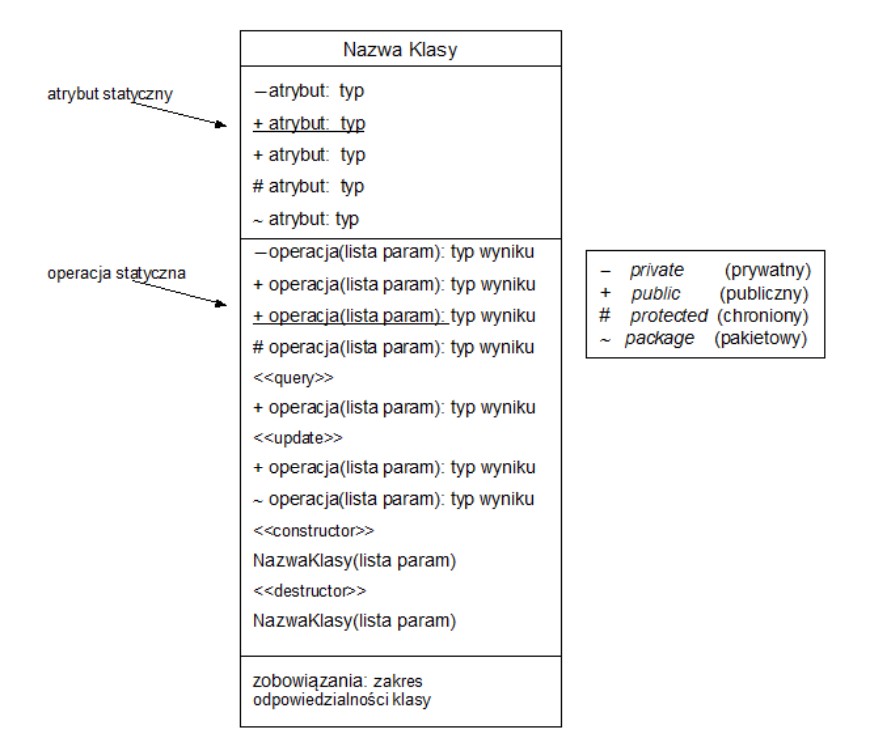 Nazwa Klasy
atrybut statyczny
– atrybut: typ
+ atrybut: typ
+ atrybut: typ
# atrybut: typ
~ atrybut: typ
operacja statyczna
– operacja(lista param): typ wyniku
+ operacja(lista param): typ wyniku
+ operacja(lista param): typ wyniku
# operacja(lista param): typ wyniku
<<query>>
+ operacja(lista param): typ wyniku
<<update>>
+ operacja(lista param): typ wyniku
~ operacja(lista param): typ wyniku
<<constructor>>
NazwaKlasy(lista param)
<<destructor>>
NazwaKlasy(lista param)
zobowiązania: zakres
odpowiedzialności klasy
– private (prywatny)
+ public (publiczny)
# protected (chroniony)
~ package (pakietowy)